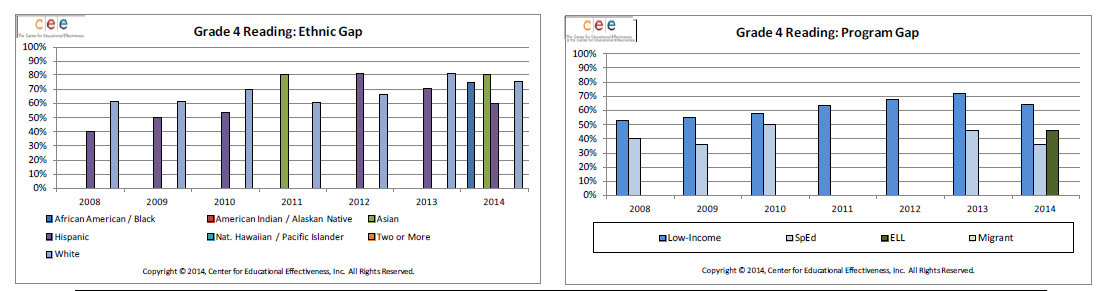 cee
The Center for Educational Effectiveness
Grade 4 Reading: Ethnic Gap
100%
90%
80%
70%
60%
50%
40%
30%
20%
10%
0%
2008 2009 2010 2011 2012 2013 2014
African American / Black American Indian / Alaskan Native Asian
Hispanic Nat. Hawaiian / Pacific Islander Two or More
White
Copyright © 2014, Center for Educational Effectiveness, Inc. All Rights Reserved.
cee
The Center for Educational Effectiveness
Grade 4 Reading: Program Gap
100%
90%
80%
70%
60%
50%
40%
30%
20%
10%
0%
2008 2009 2010 2011 2012 2013 2014
Low-Income SpEd ELL Migrant
Copyright © 2014, Center for Educational Effectiveness, Inc. All Rights Reserved.